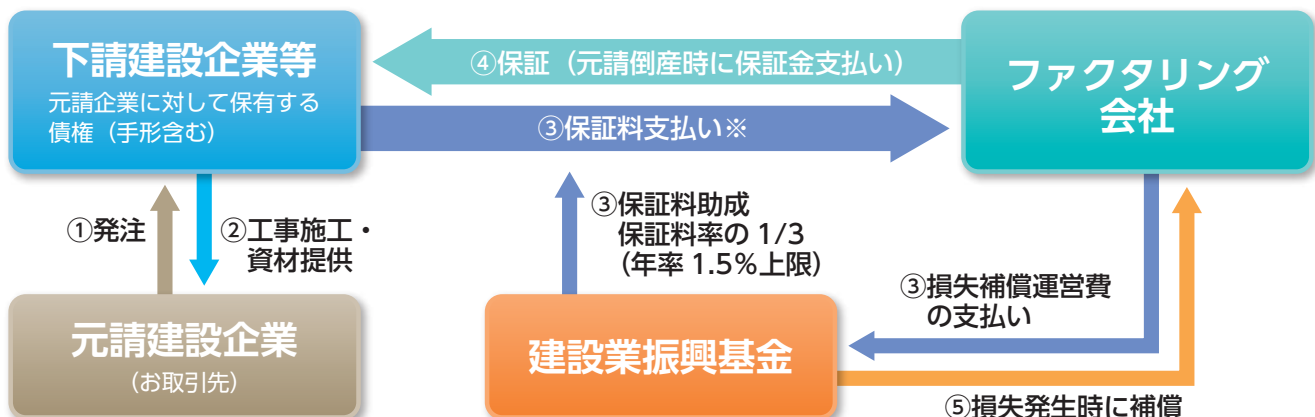 下請建設企業等
元請企業に対して保有する
債権（手形含む）
④保証（元請倒産時に保証金支払い）
③保証料支払い※
ファクタリング
会社
①発注
②工事施工・
資材提供
③保証料助成
保証料率の 1/3
（年率 1.5％上限）
③損失補償運営費
の支払い
元請建設企業
（お取引先）
建設業振興基金
⑤損失発生時に補償